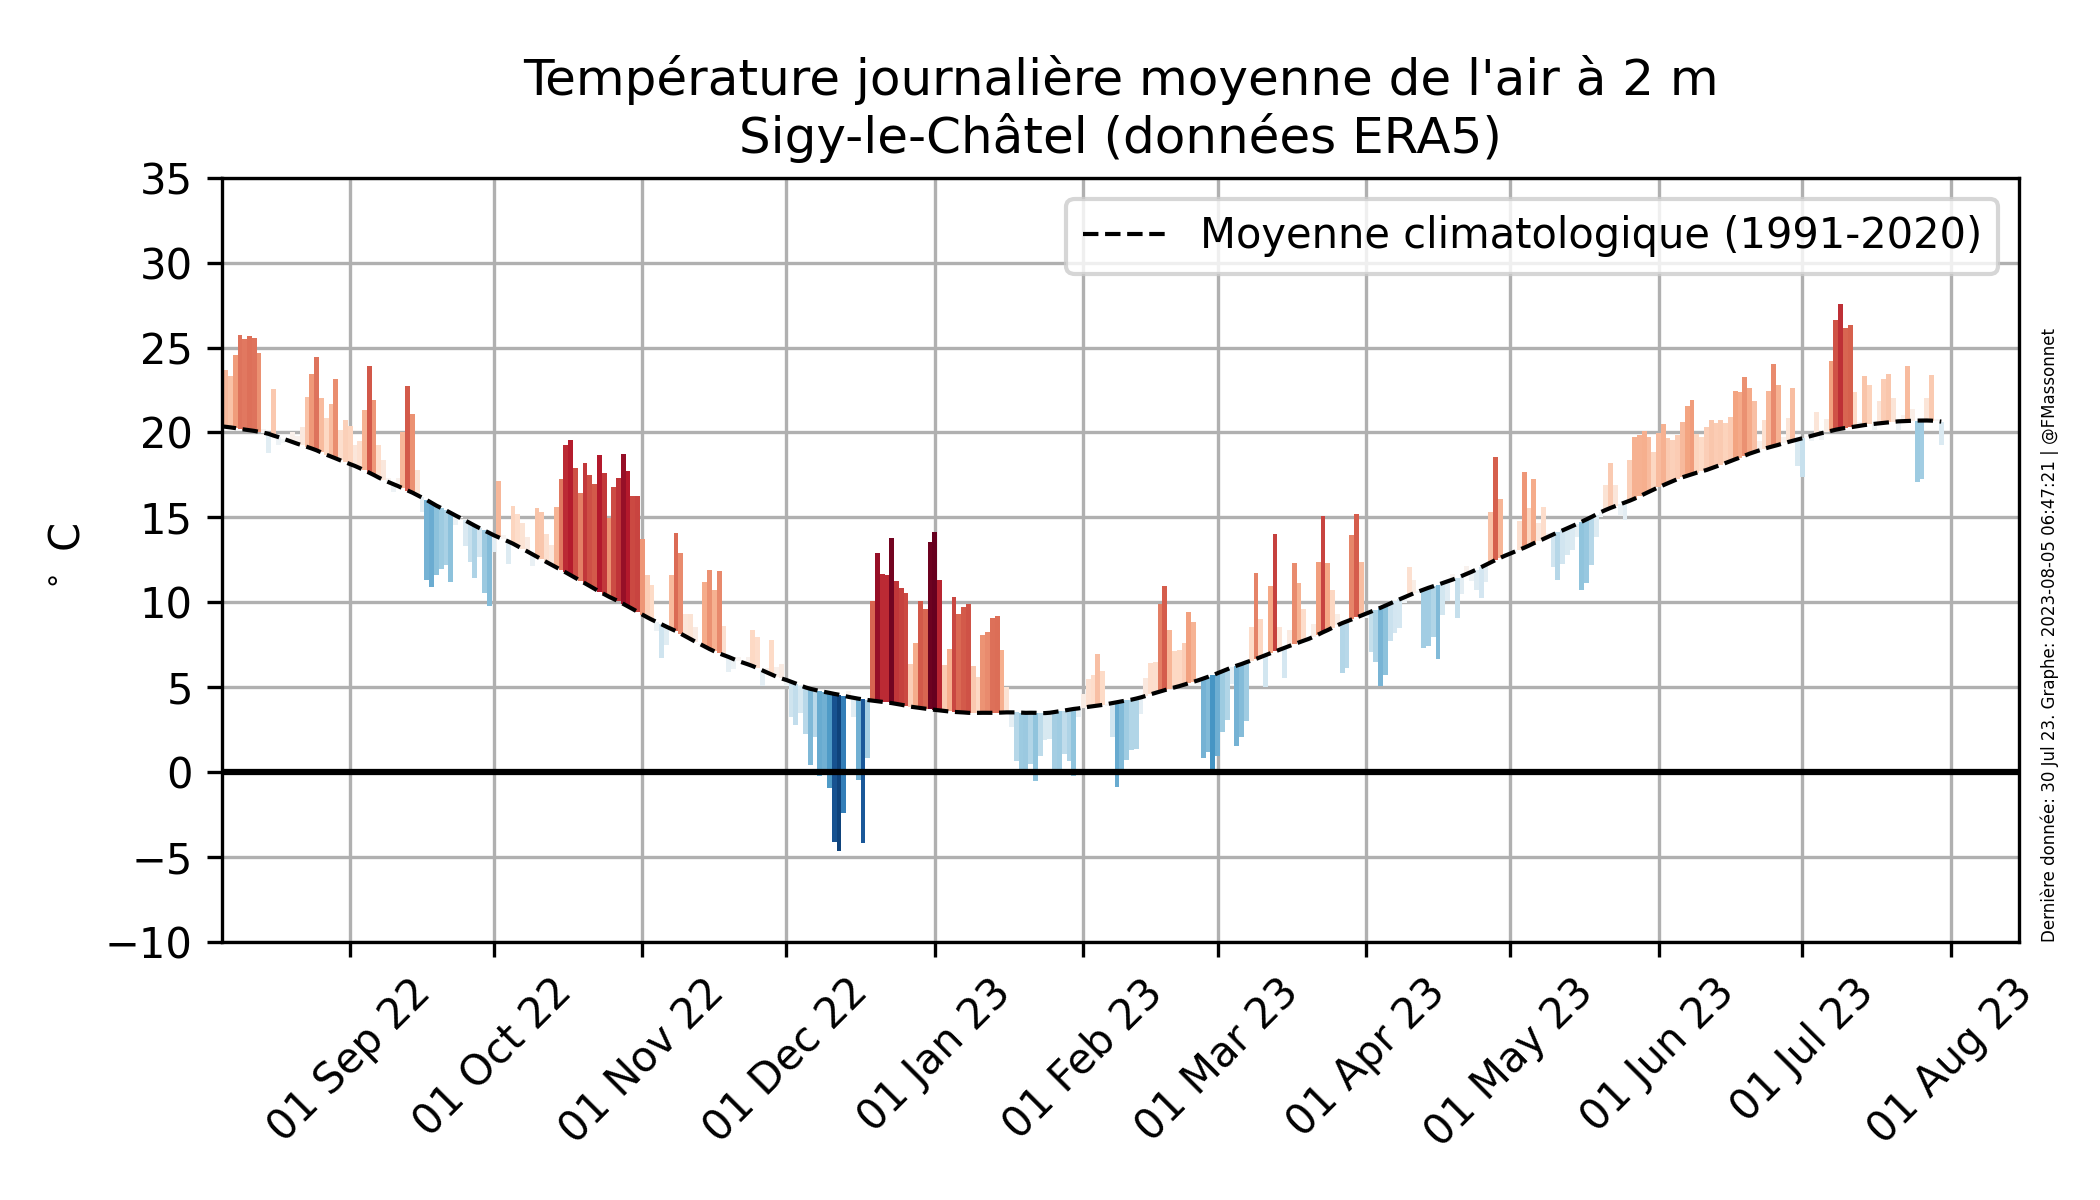 Température journalière moyenne de l'air à 2 m
Sigy-le-Châtel (données ERA5)
35
30
25
20
15
10
5
0
−5
−10
° C
Moyenne climatologique (1991-2020)
01 Sep 22
01 Oct 22
01 Nov 22
01 Dec 22
01 Jan 23
01 Feb 23
01 Mar 23
01 Apr 23
01 May 23
01 Jun 23
01 Jul 23
01 Aug 23
Dernière donnée: 30 Jul 23. Graphe: 2023-08-05 06:47:21 | @FMassonnet